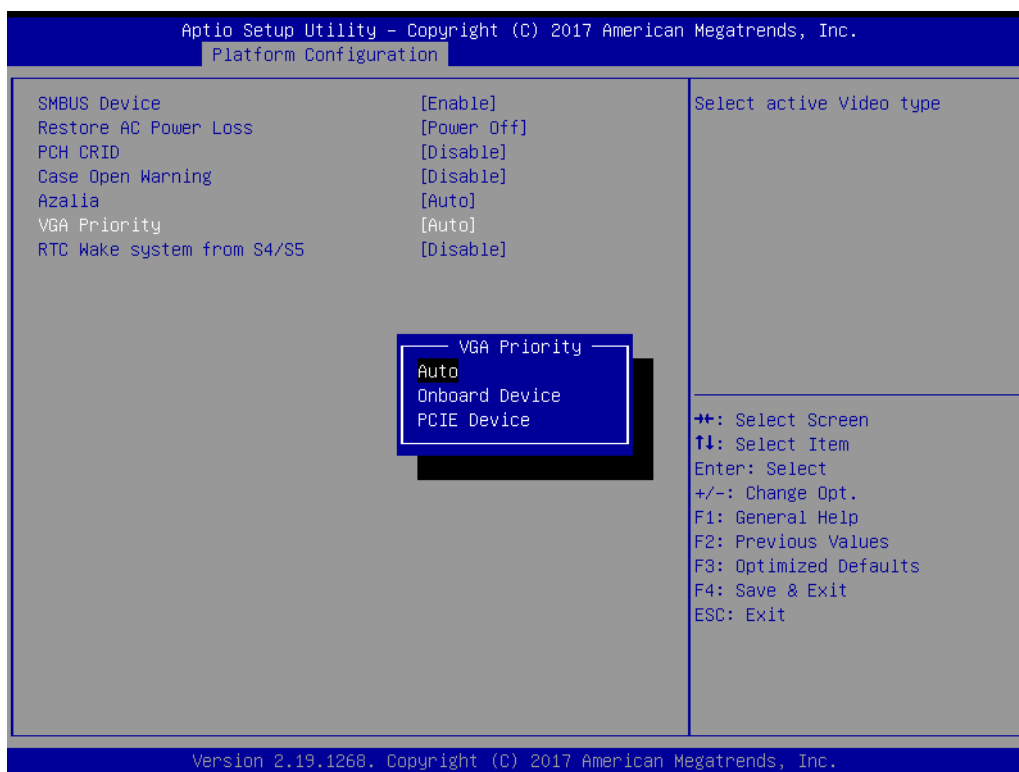 Aptio Setup Utility – Copyright (C) 2017 American Megatrends, Inc.
Platform Configuration
SMBUS Device [Enable]
Restore AC Power Loss [Power Off]
PCH CRID [Disable]
Case Open Warning [Disable]
Azalia [Auto]
VGA Priority [Auto]
RTC Wake system from S4/S5 [Disable]
VGA Priority
Auto
Onboard Device
PCIE Device
Select active Video type
→←: Select Screen
↑↓: Select Item
Enter: Select
+/-: Change Opt.
F1: General Help
F2: Previous Values
F3: Optimized Defaults
F4: Save & Exit
ESC: Exit
Version 2.19.1268. Copyright (C) 2017 American Megatrends, Inc.